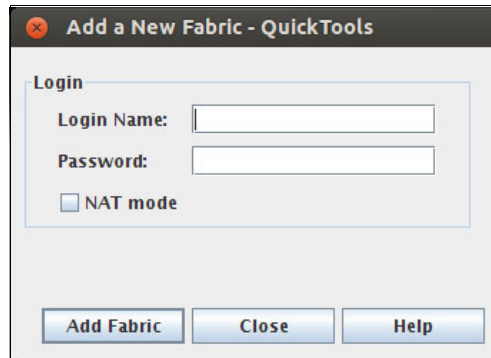 Add a New Fabric - QuickTools
Login
Login Name:
Password:
NAT mode
Add Fabric Close Help